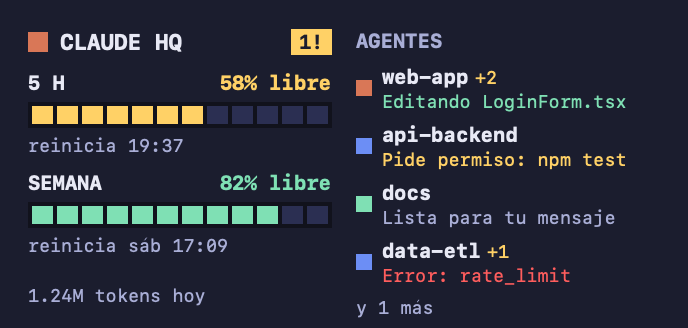 CLAUDE HQ
1!
5 H
58% libre
reinicia 19:37
SEMANA
82% libre
reinicia sáb 17:09
1.24M tokens hoy
AGENTES
web-app +2
Editando LoginForm.tsx
api-backend
Pide permiso: npm test
docs
Lista para tu mensaje
data-etl +1
Error: rate_limit
y 1 más